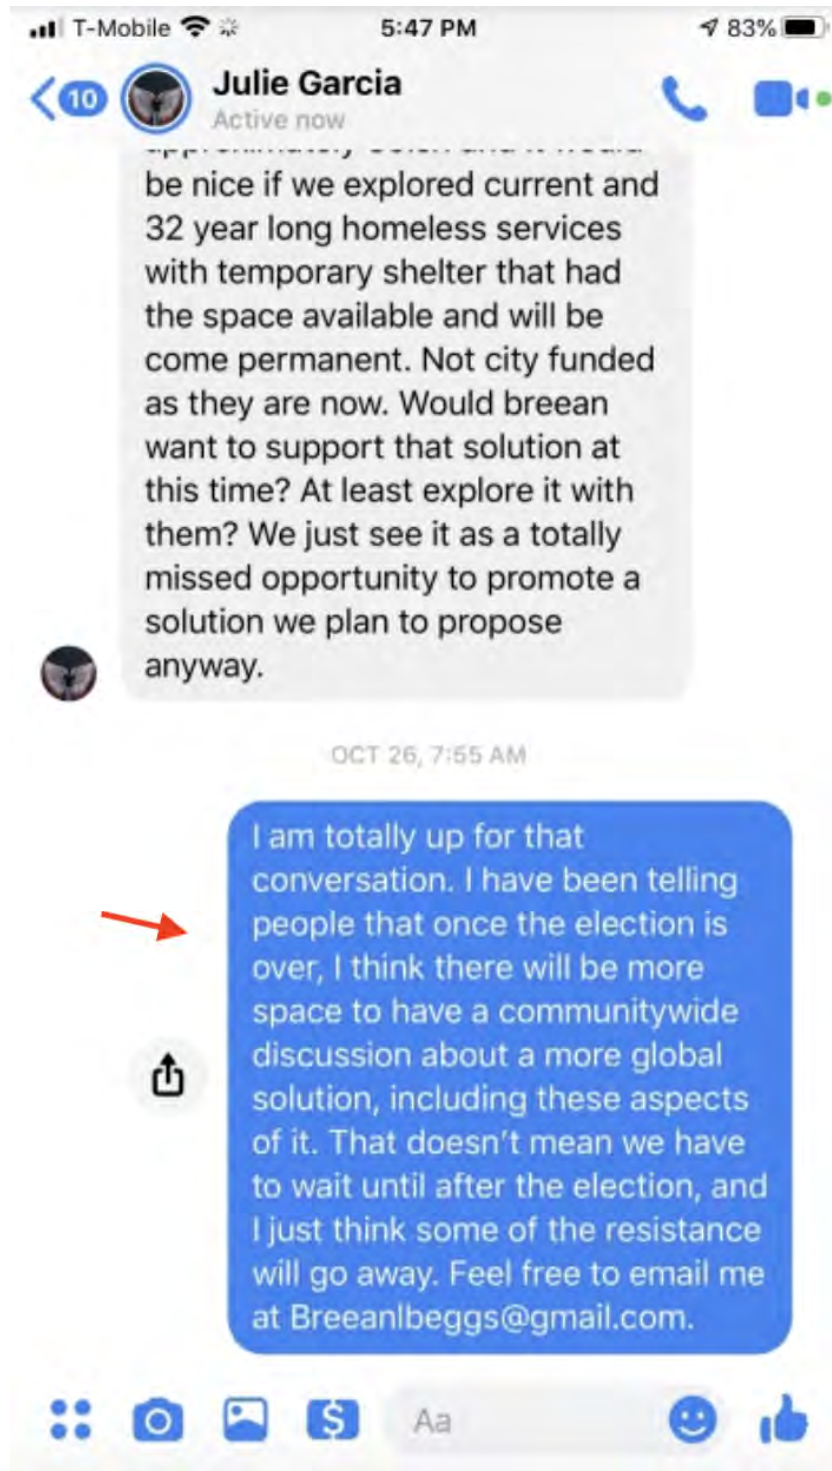 T-Mobile
5:47 PM
83%
10
Julie Garcia
Active now
be nice if we explored current and
32 year long homeless services
with temporary shelter that had
the space available and will be
come permanent. Not city funded
as they are now. Would breean
want to support that solution at
this time? At least explore it with
them? We just see it as a totally
missed opportunity to promote a
solution we plan to propose
anyway.
OCT 26, 7:55 AM
I am totally up for that
conversation. I have been telling
people that once the election is
over, I think there will be more
space to have a communitywide
discussion about a more global
solution, including these aspects
of it. That doesn't mean we have
to wait until after the election, and
I just think some of the resistance
will go away. Feel free to email me
at Breeanlbeggs@gmail.com.
Aa